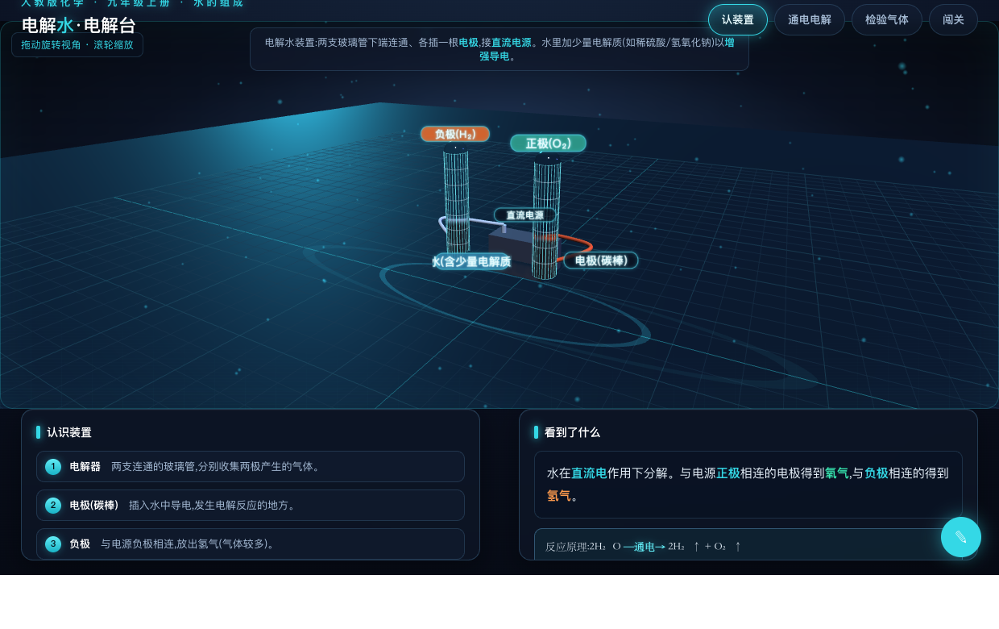 人教版化学 · 九年级上册 · 水的组成
电解水·电解台
拖动旋转视角 · 滚轮缩放
认装置
通电电解
检验气体
闯关
电解水装置:两支玻璃管下端连通、各插一根电极,接直流电源。水里加少量电解质(如稀硫酸/氢氧化钠)以增
强导电。
负极(H₂)
正极(O₂)
直流电源
水(含少量电解质
电极(碳棒)
认识装置
1 电解器 两支连通的玻璃管,分别收集两极产生的气体。
2 电极(碳棒) 插入水中导电,发生电解反应的地方。
3 负极 与电源负极相连,放出氢气(气体较多)。
看到了什么
水在直流电作用下分解。与电源正极相连的电极得到氧气,与负极相连的得到
氢气。
反应原理:2H₂O —通电→ 2H₂↑ + O₂↑